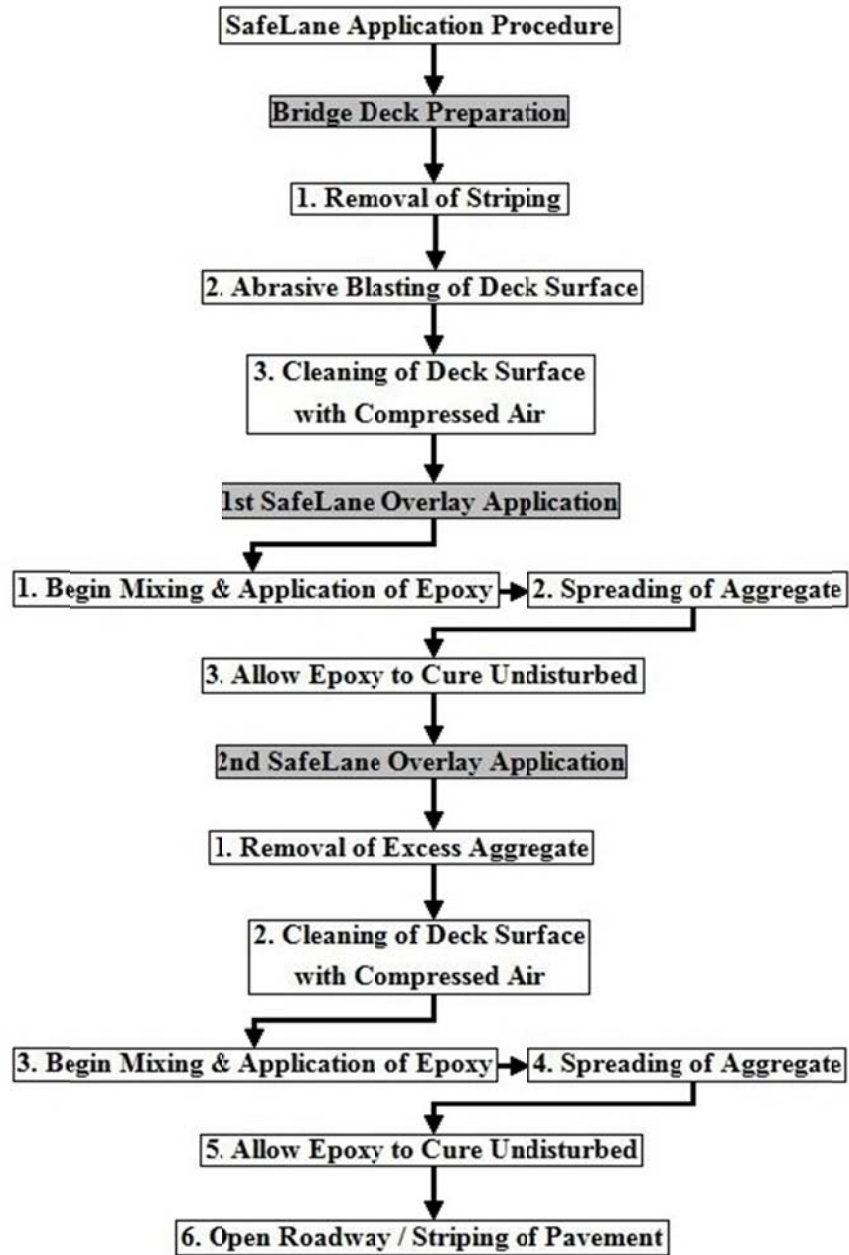 SafeLane Application Procedure
Bridge Deck Preparation
1. Removal of Striping
2. Abrasive Blasting of Deck Surface
3. Cleaning of Deck Surface
with Compressed Air
1st SafeLane Overlay Application
1. Begin Mixing & Application of Epoxy
2. Spreading of Aggregate
3. Allow Epoxy to Cure Undisturbed
2nd SafeLane Overlay Application
1. Removal of Excess Aggregate
2. Cleaning of Deck Surface
with Compressed Air
3. Begin Mixing & Application of Epoxy
4. Spreading of Aggregate
5. Allow Epoxy to Cure Undisturbed
6. Open Roadway / Striping of Pavement